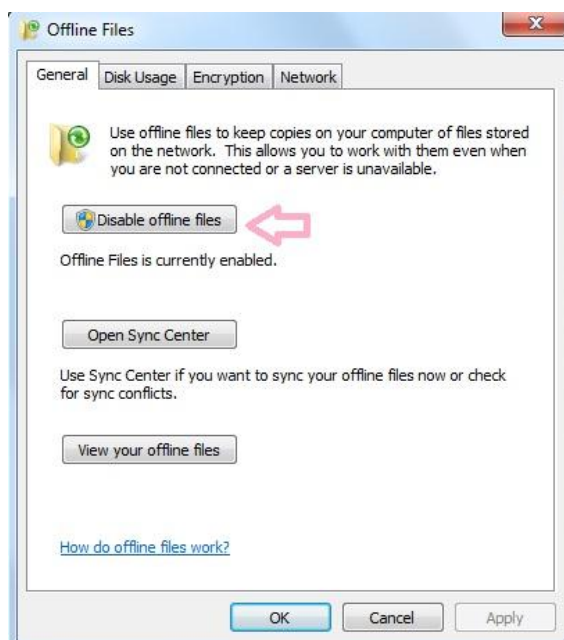 Offline Files
General Disk Usage Encryption Network
Use offline files to keep copies on your computer of files stored
on the network. This allows you to work with them even when
you are not connected or a server is unavailable.
Disable offline files
Offline Files is currently enabled.
Open Sync Center
Use Sync Center if you want to sync your offline files now or check
for sync conflicts.
View your offline files
How do offline files work?
OK Cancel Apply